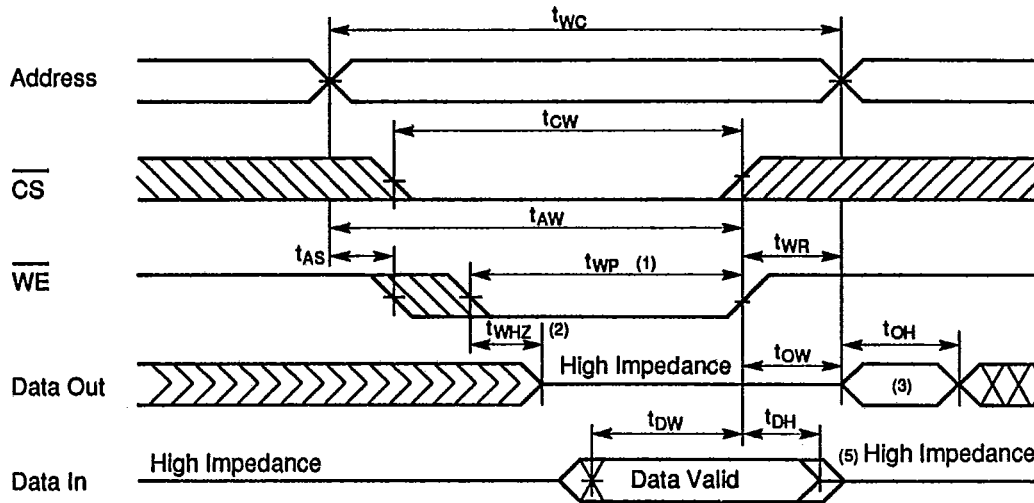 tWC
Address
tCW
CS
tAW
tAS
tWR
WE
tWP (1)
tWHZ (2)
tOH
High Impedance
tOW
Data Out
(3)
tDW
tDH
High Impedance
(5) High Impedance
Data In
Data Valid